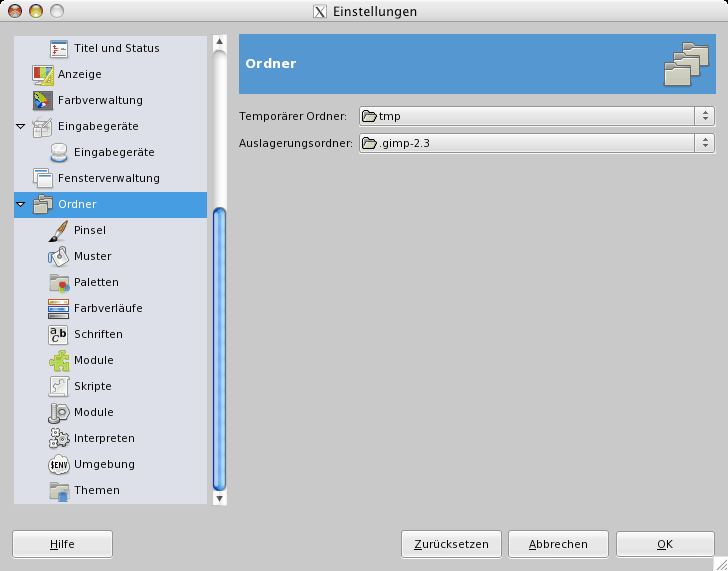 Einstellungen
Titel und Status
Anzeige
Farbverwaltung
Eingabegeräte
Eingabegeräte
Fensterverwaltung
Ordner
Pinsel
Muster
Paletten
Farbverläufe
a,b
c
Schriften
Module
Skripte
Module
Interpreten
$ENV
Umgebung
Themen
Ordner
Temporärer Ordner:
tmp
Auslagerungsordner:
.gimp-2.3
Hilfe
Zurücksetzen
Abbrechen
OK